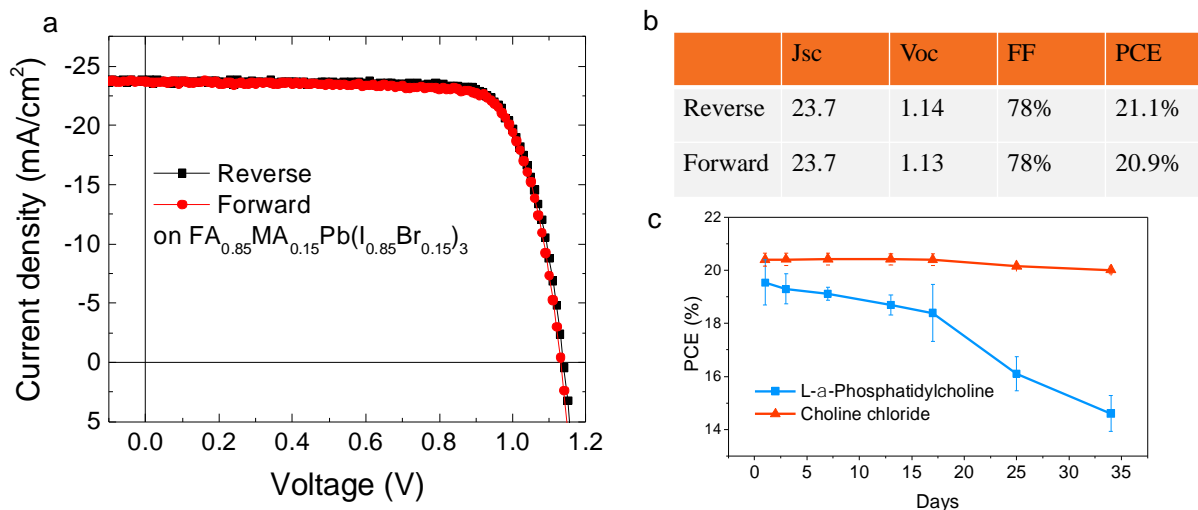 a
Current density (mA/cm²)
-25
-20
-15
-10
-5
0
5
Reverse
Forward
on FA₀.₈₅MA₀.₁₅Pb(I₀.₈₅Br₀.₁₅)₃
0.0 0.2 0.4 0.6 0.8 1.0 1.2
Voltage (V)
b
Jsc Voc FF PCE
Reverse 23.7 1.14 78% 21.1%
Forward 23.7 1.13 78% 20.9%
c
PCE (%)
22
20
18
16
14
L-a-Phosphatidylcholine
Choline chloride
0 5 10 15 20 25 30 35
Days